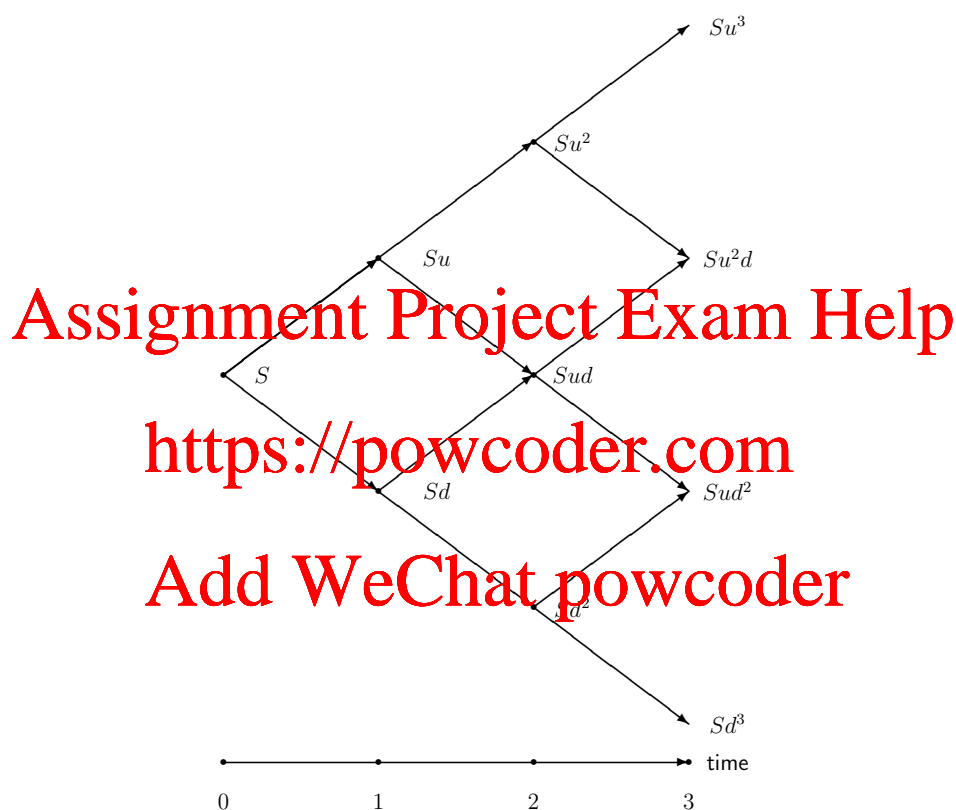 Su³
Su²
Su
Su²d
Assignment Project Exam Help
S
Sud
https://powcoder.com
Sd
Sud²
Add WeChat powcoder
Sd²
Sd³
time
0 1 2 3